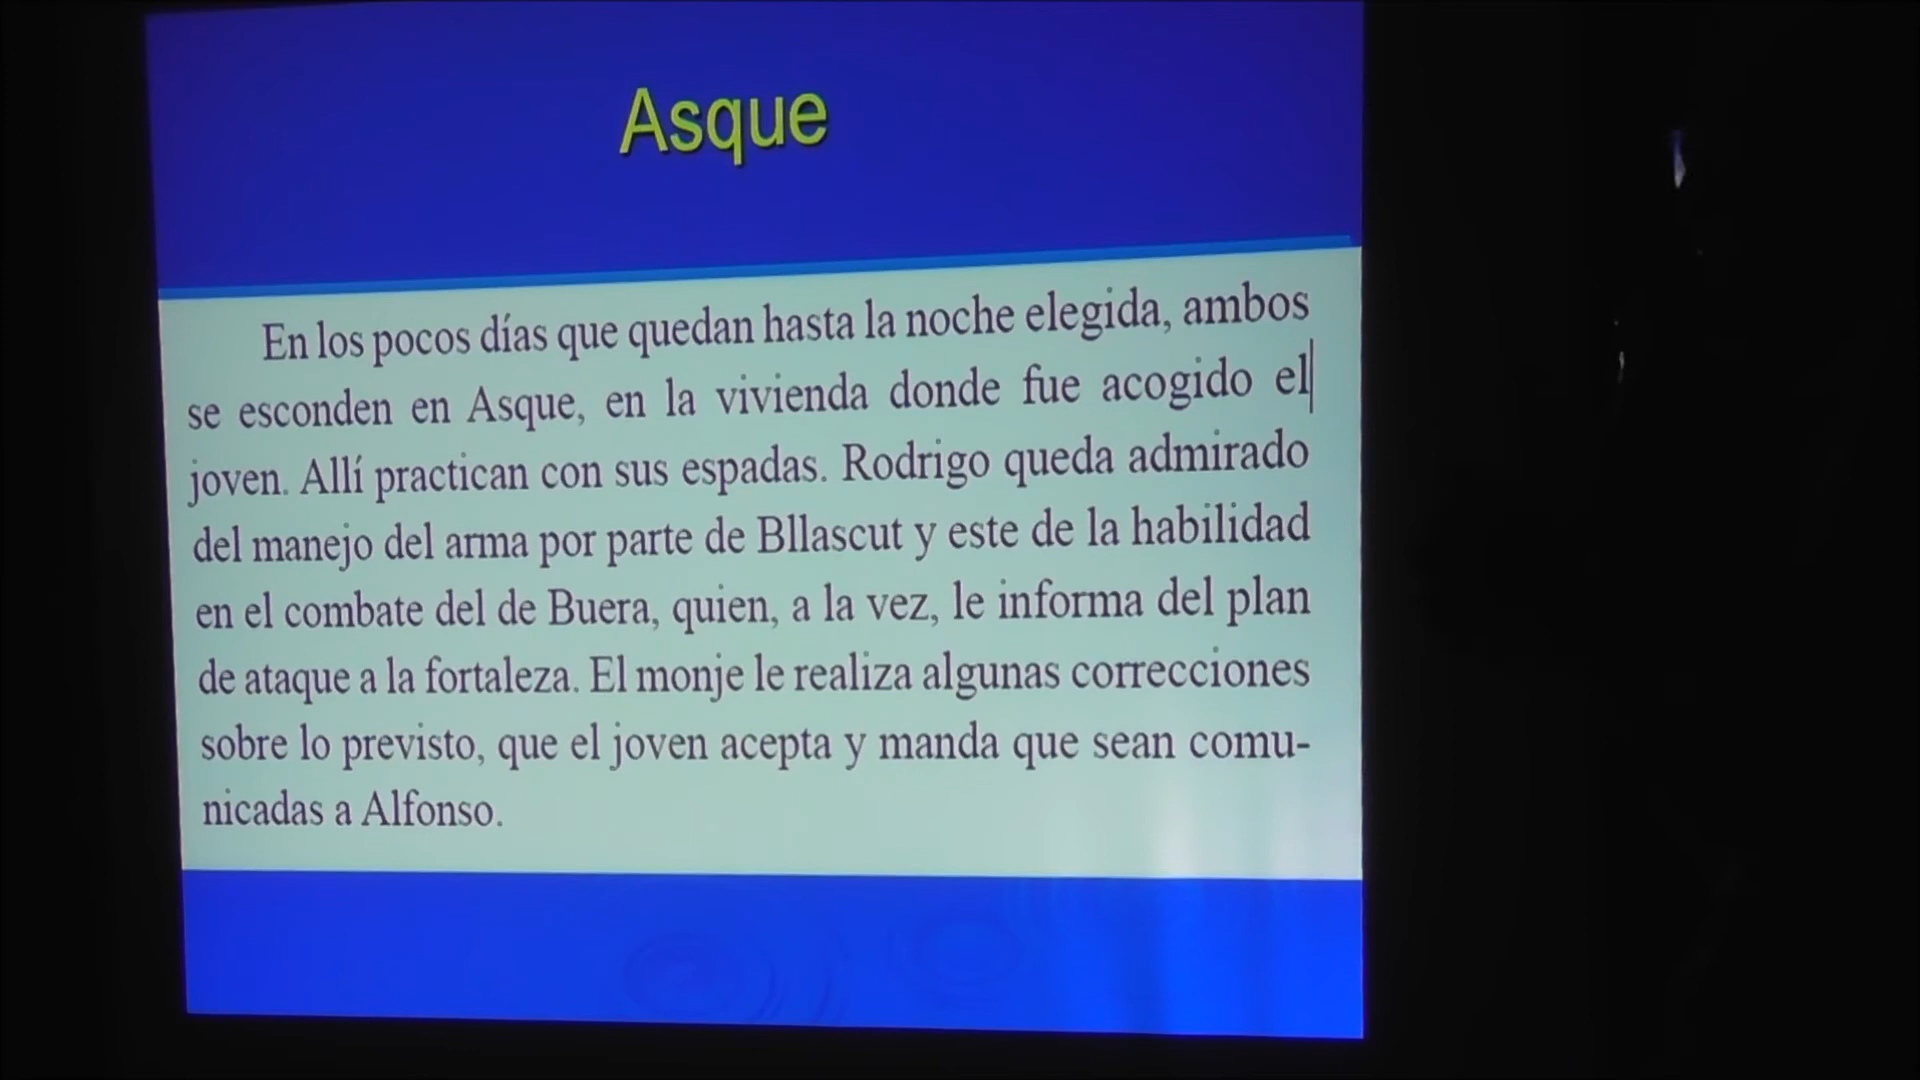 Asque
En los pocos días que quedan hasta la noche elegida, ambos
se esconden en Asque, en la vivienda donde fue acogido el
joven. Allí practican con sus espadas. Rodrigo queda admirado
del manejo del arma por parte de Bllascut y este de la habilidad
en el combate del de Buera, quien, a la vez, le informa del plan
de ataque a la fortaleza. El monje le realiza algunas correcciones
sobre lo previsto, que el joven acepta y manda que sean comu-
nicadas a Alfonso.